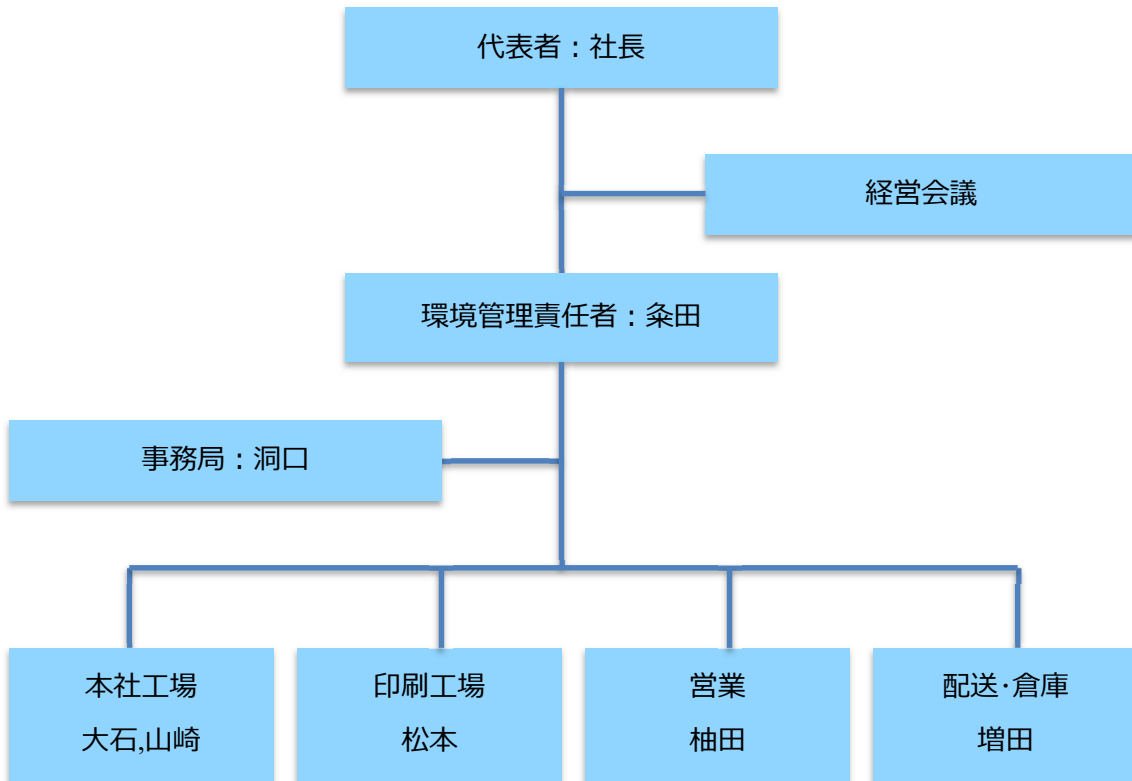 代表者：社長
経営会議
環境管理責任者：粂田
事務局：洞口
本社工場
大石,山崎
印刷工場
松本
営業
柚田
配送･倉庫
増田